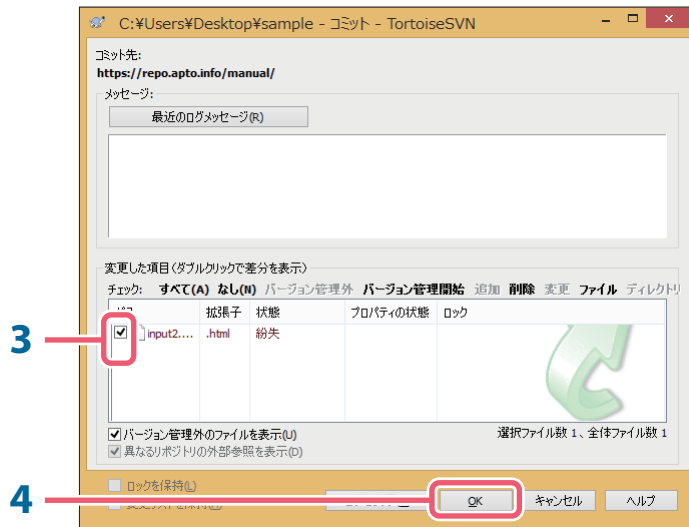 C:¥Users¥Desktop¥sample - コミット - TortoiseSVN
コミット先:
https://repo.apto.info/manual/
メッセージ:
最近のログメッセージ(R)
変更した項目(ダブルクリックで差分を表示)
チェック: すべて(A) なし(N) バージョン管理外 バージョン管理開始 追加 削除 変更 ファイル ディレクトリ
拡張子 状態 プロパティの状態 ロック
3
input2.... .html 紛失
バージョン管理外のファイルを表示(U)
選択ファイル数 1、全体ファイル数 1
異なるリポジトリの外部参照を表示(D)
ロックを保持(L)
4
OK キャンセル ヘルプ